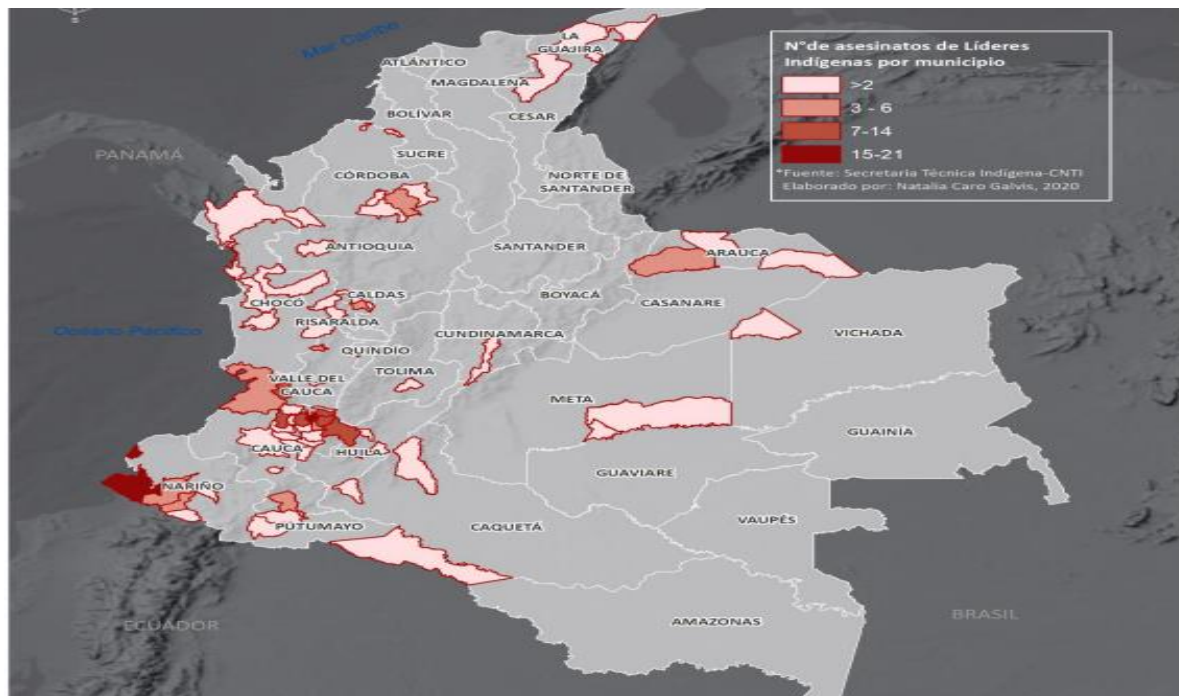 Mar Caribe
LA
GUAJIRA
ATLÁNTICO
MAGDALENA
BOLÍVAR
CESAR
PANAMÁ
SUCRE
CÓRDOBA
NORTE DE
SANTANDER
ANTIOQUIA
SANTANDER
ARAUCA
BOYACÁ
CASANARE
CHOCÓ
CALDAS
RISARALDA
CUNDINAMARCA
Océano Pacífico
VICHADA
QUINDÍO
TOLIMA
VALLE DEL
CAUCA
META
GUAINÍA
CAUCA
HUILA
GUAVIARE
NARIÑO
CAQUETÁ
VAUPÉS
PUTUMAYO
ECUADOR
AMAZONAS
BRASIL
N°de asesinatos de Líderes
Indígenas por municipio
>2
3 - 6
7-14
15-21
*Fuente: Secretaria Técnica Indígena-CNTI
Elaborado por: Natalia Caro Galvis, 2020